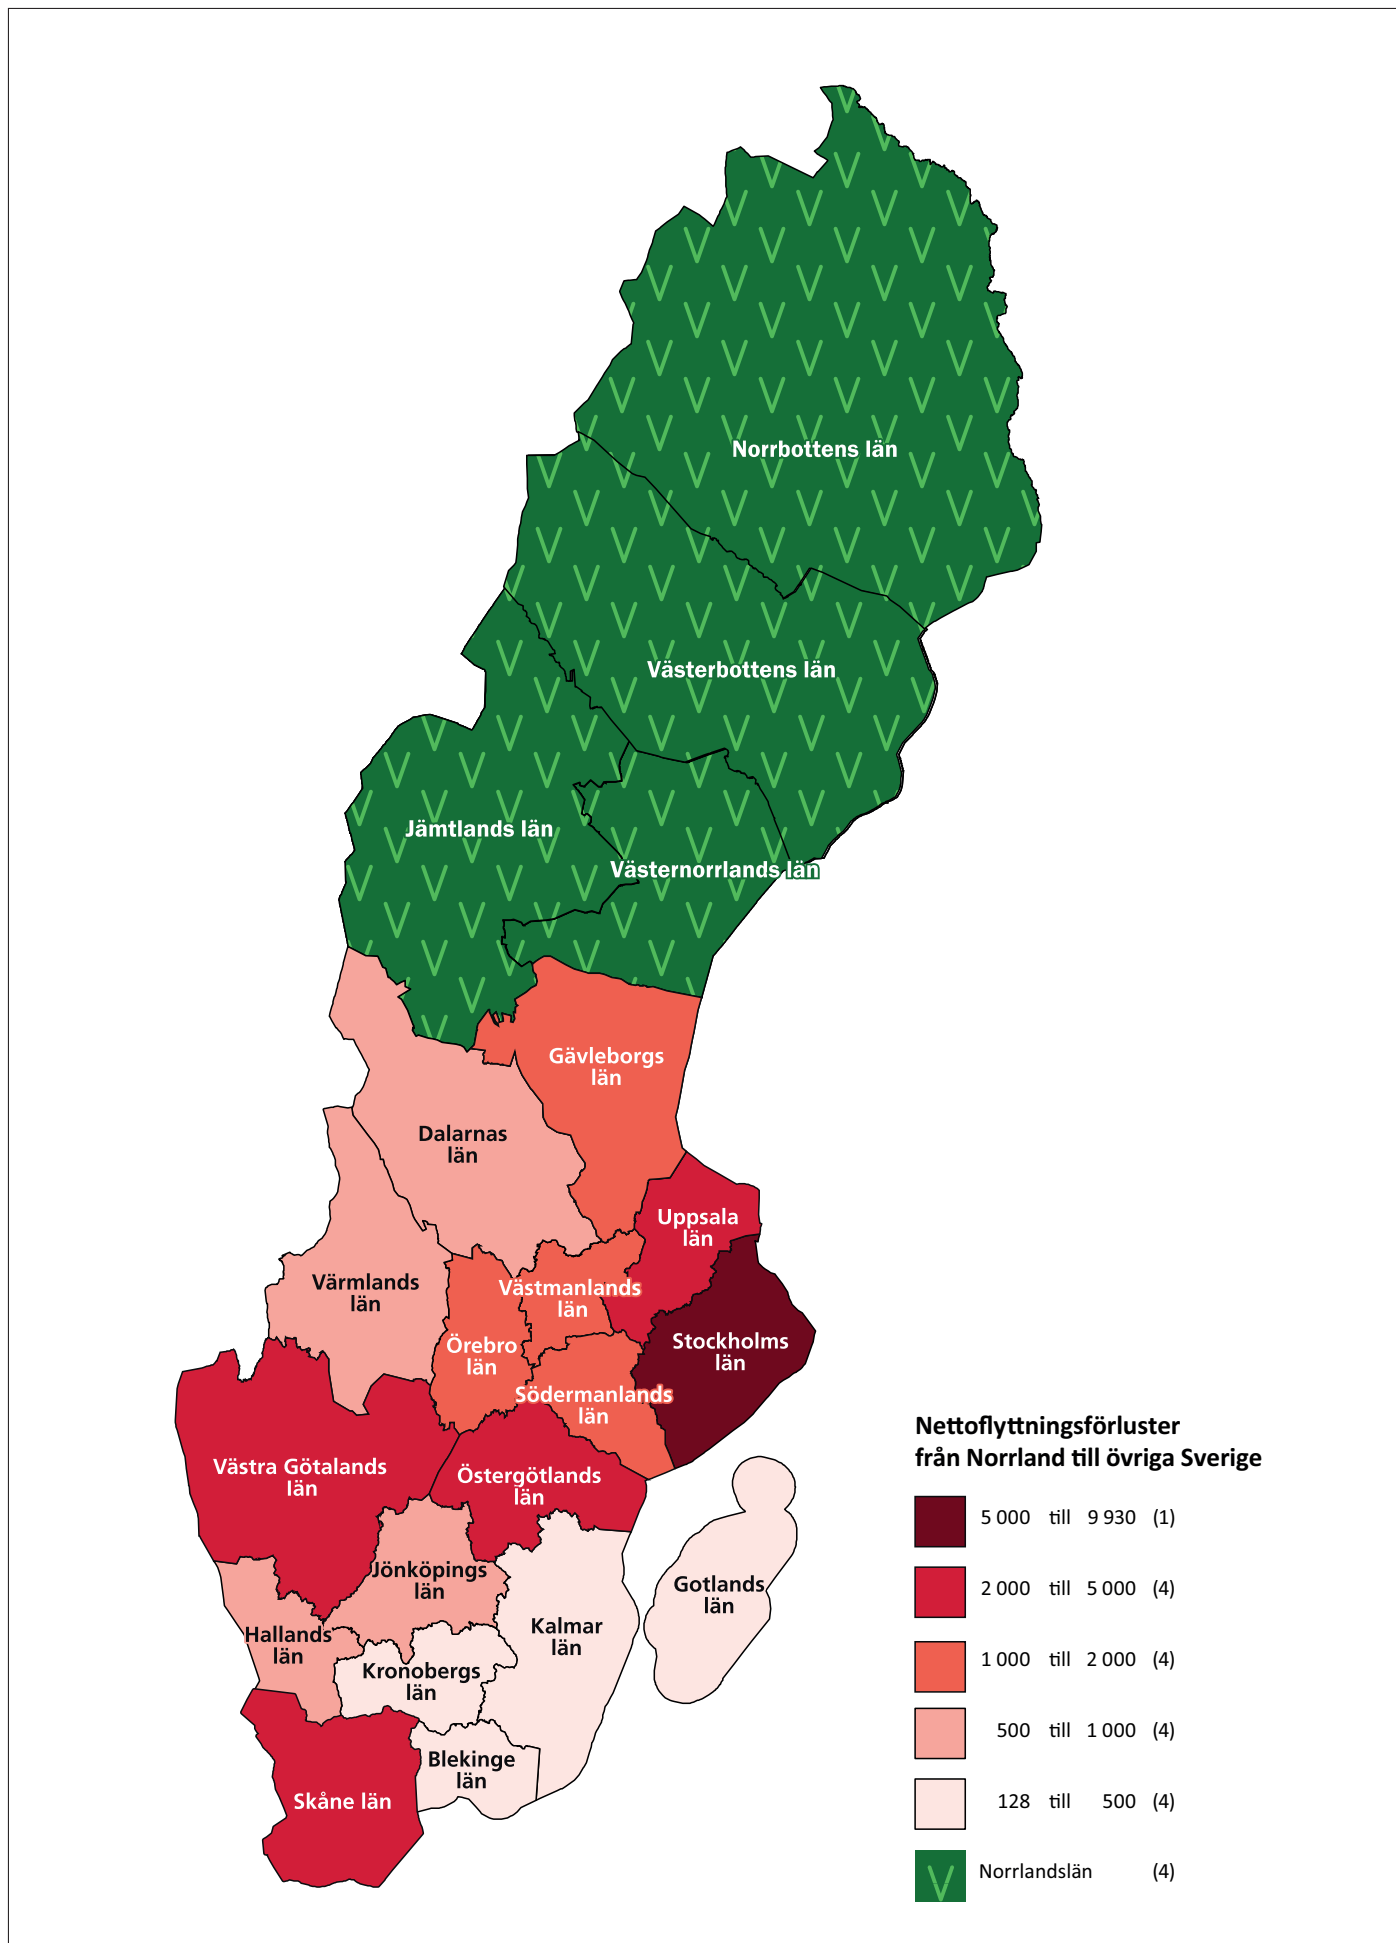 Norrbottens län
Västerbottens län
Jämtlands län
Västernorrlands län
Gävleborgs
län
Dalarnas
län
Uppsala
län
Värmlands
län
Västmanlands
län
Örebro
län
Stockholms
län
Södermanlands
län
Västra Götalands
län
Östergötlands
län
Jönköpings
län
Gotlands
län
Hallands
län
Kalmar
län
Kronobergs
län
Blekinge
län
Skåne län
Nettoflyttningsförluster
från Norrland till övriga Sverige
5 000 till 9 930 (1)
2 000 till 5 000 (4)
1 000 till 2 000 (4)
500 till 1 000 (4)
128 till 500 (4)
Norrlandslän (4)